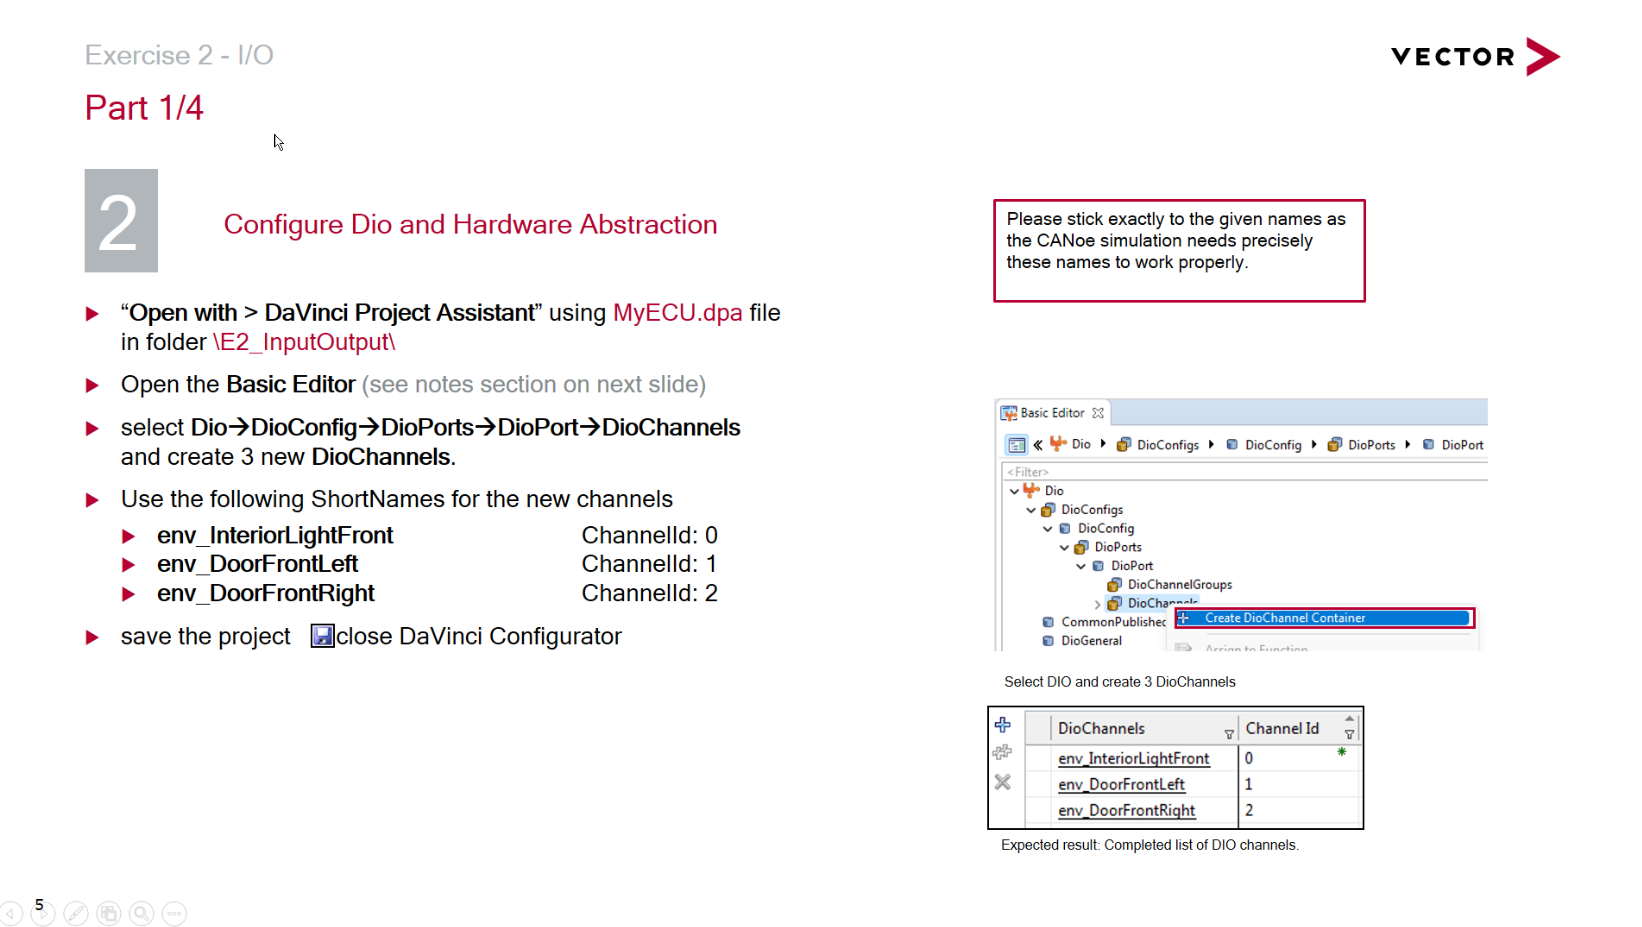 Exercise 2 - I/O
VECTOR
Part 1/4
2
Configure Dio and Hardware Abstraction
Please stick exactly to the given names as
the CANoe simulation needs precisely
these names to work properly.
“Open with > DaVinci Project Assistant” using MyECU.dpa file
in folder \E2_InputOutput\
Open the Basic Editor (see notes section on next slide)
select Dio→DioConfig→DioPorts→DioPort→DioChannels
and create 3 new DioChannels.
Use the following ShortNames for the new channels
env_InteriorLightFront ChannelId: 0
env_DoorFrontLeft ChannelId: 1
env_DoorFrontRight ChannelId: 2
save the project close DaVinci Configurator
Basic Editor
« Dio DioConfigs DioConfig DioPorts DioPort
<Filter>
Dio
DioConfigs
DioConfig
DioPorts
DioPort
DioChannelGroups
DioChannels
Create DioChannel Container
CommonPublished
DioGeneral
Assign to Function
Select DIO and create 3 DioChannels
DioChannels Channel Id
env_InteriorLightFront 0
env_DoorFrontLeft 1
env_DoorFrontRight 2
Expected result: Completed list of DIO channels.
5